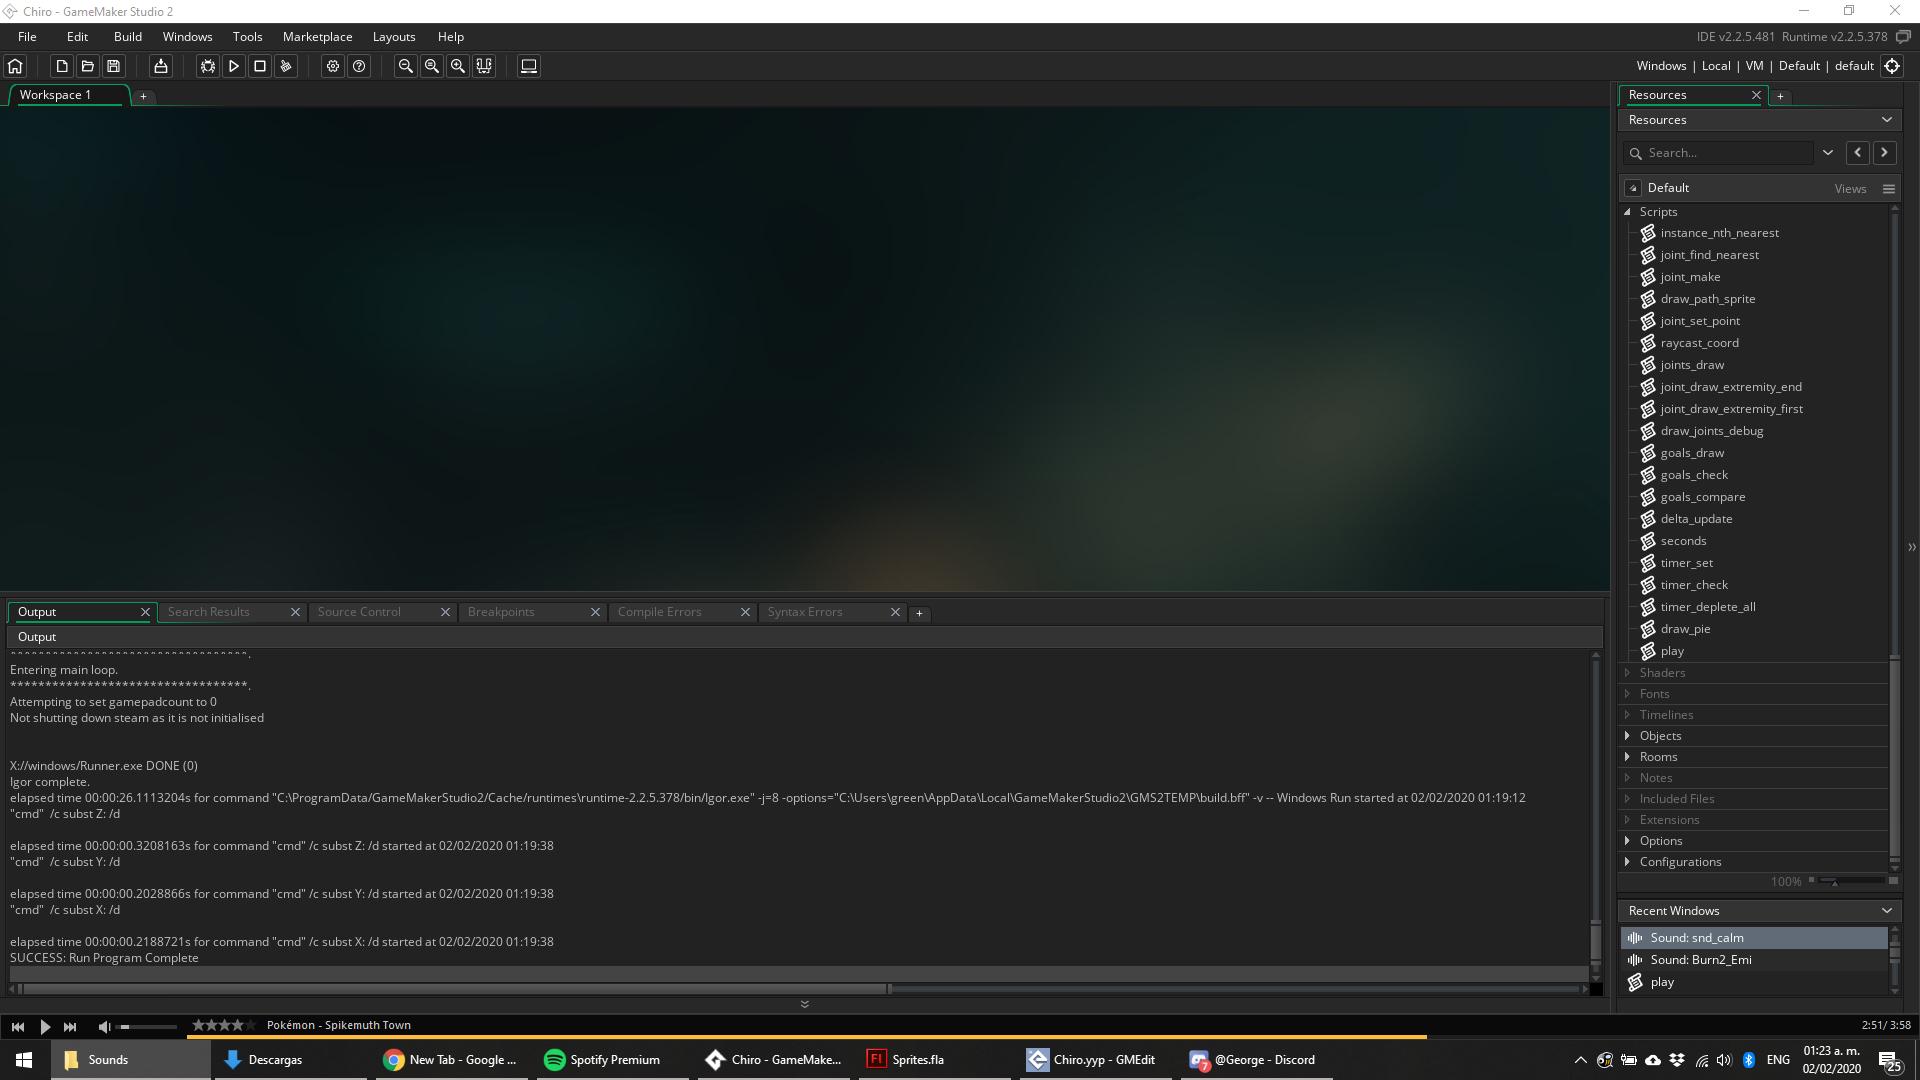 Chiro - GameMaker Studio 2
File Edit Build Windows Tools Marketplace Layouts Help
IDE v2.2.5.481 Runtime v2.2.5.378
Windows | Local | VM | Default | default
Workspace 1 +
Resources +
Resources
Search...
Default Views
Scripts
instance_nth_nearest
joint_find_nearest
joint_make
draw_path_sprite
joint_set_point
raycast_coord
joints_draw
joint_draw_extremity_end
joint_draw_extremity_first
draw_joints_debug
goals_draw
goals_check
goals_compare
delta_update
seconds
timer_set
timer_check
timer_deplete_all
draw_pie
play
Shaders
Fonts
Timelines
Objects
Rooms
Notes
Included Files
Extensions
Options
Configurations
100%
Recent Windows
Sound: snd_calm
Sound: Burn2_Emi
play
Output Search Results Source Control Breakpoints Compile Errors Syntax Errors +
Output
**********************************.
Entering main loop.
**********************************.
Attempting to set gamepadcount to 0
Not shutting down steam as it is not initialised
X://windows/Runner.exe DONE (0)
Igor complete.
elapsed time 00:00:26.1113204s for command "C:\ProgramData/GameMakerStudio2/Cache/runtimes\runtime-2.2.5.378/bin/Igor.exe" -j=8 -options="C:\Users\green\AppData\Local\GameMakerStudio2\GMS2TEMP\build.bff" -v -- Windows Run started at 02/02/2020 01:19:12
"cmd" /c subst Z: /d
elapsed time 00:00:00.3208163s for command "cmd" /c subst Z: /d started at 02/02/2020 01:19:38
"cmd" /c subst Y: /d
elapsed time 00:00:00.2028866s for command "cmd" /c subst Y: /d started at 02/02/2020 01:19:38
"cmd" /c subst X: /d
elapsed time 00:00:00.2188721s for command "cmd" /c subst X: /d started at 02/02/2020 01:19:38
SUCCESS: Run Program Complete
Pokémon - Spikemuth Town
2:51/ 3:58
Sounds
Descargas
New Tab - Google ...
Spotify Premium
Chiro - GameMake...
Fl Sprites.fla
Chiro.yyp - GMEdit
7 @George - Discord
ENG
01:23 a. m.
02/02/2020
25